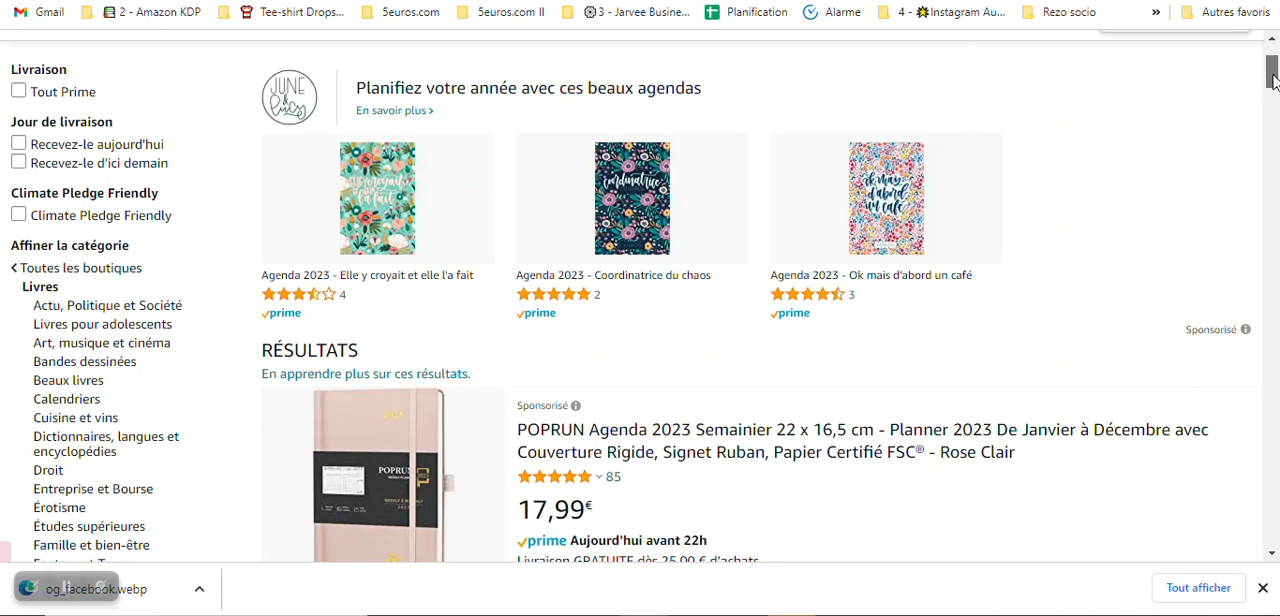 Gmail 2 - Amazon KDP Tee-shirt Drops... 5euros.com 5euros.com II 3 - Jarvee Busine... Planification Alarme 4 - Instagram Au... Rezo socio » Autres favoris
Livraison
Tout Prime
Jour de livraison
Recevez-le aujourd'hui
Recevez-le d'ici demain
Climate Pledge Friendly
Climate Pledge Friendly
Affiner la catégorie
Toutes les boutiques
Livres
Actu, Politique et Société
Livres pour adolescents
Art, musique et cinéma
Bandes dessinées
Beaux livres
Calendriers
Cuisine et vins
Dictionnaires, langues et
encyclopédies
Droit
Entreprise et Bourse
Érotisme
Études supérieures
Famille et bien-être
JUNE
& Lucy
Planifiez votre année avec ces beaux agendas
En savoir plus ›
coordinatrice
ok mais
d'abord
un café
Agenda 2023 - Elle y croyait et elle l'a fait
4
prime
Agenda 2023 - Coordinatrice du chaos
2
prime
Agenda 2023 - Ok mais d'abord un café
3
prime
Sponsorisé
RÉSULTATS
En apprendre plus sur ces résultats.
2023
POPRUN
Sponsorisé
POPRUN Agenda 2023 Semainier 22 x 16,5 cm - Planner 2023 De Janvier à Décembre avec
Couverture Rigide, Signet Ruban, Papier Certifié FSC® - Rose Clair
85
17,99€
prime Aujourd'hui avant 22h
Livraison GRATUITE dès 25,00 € d'achats
og_facebook.webp
Tout afficher